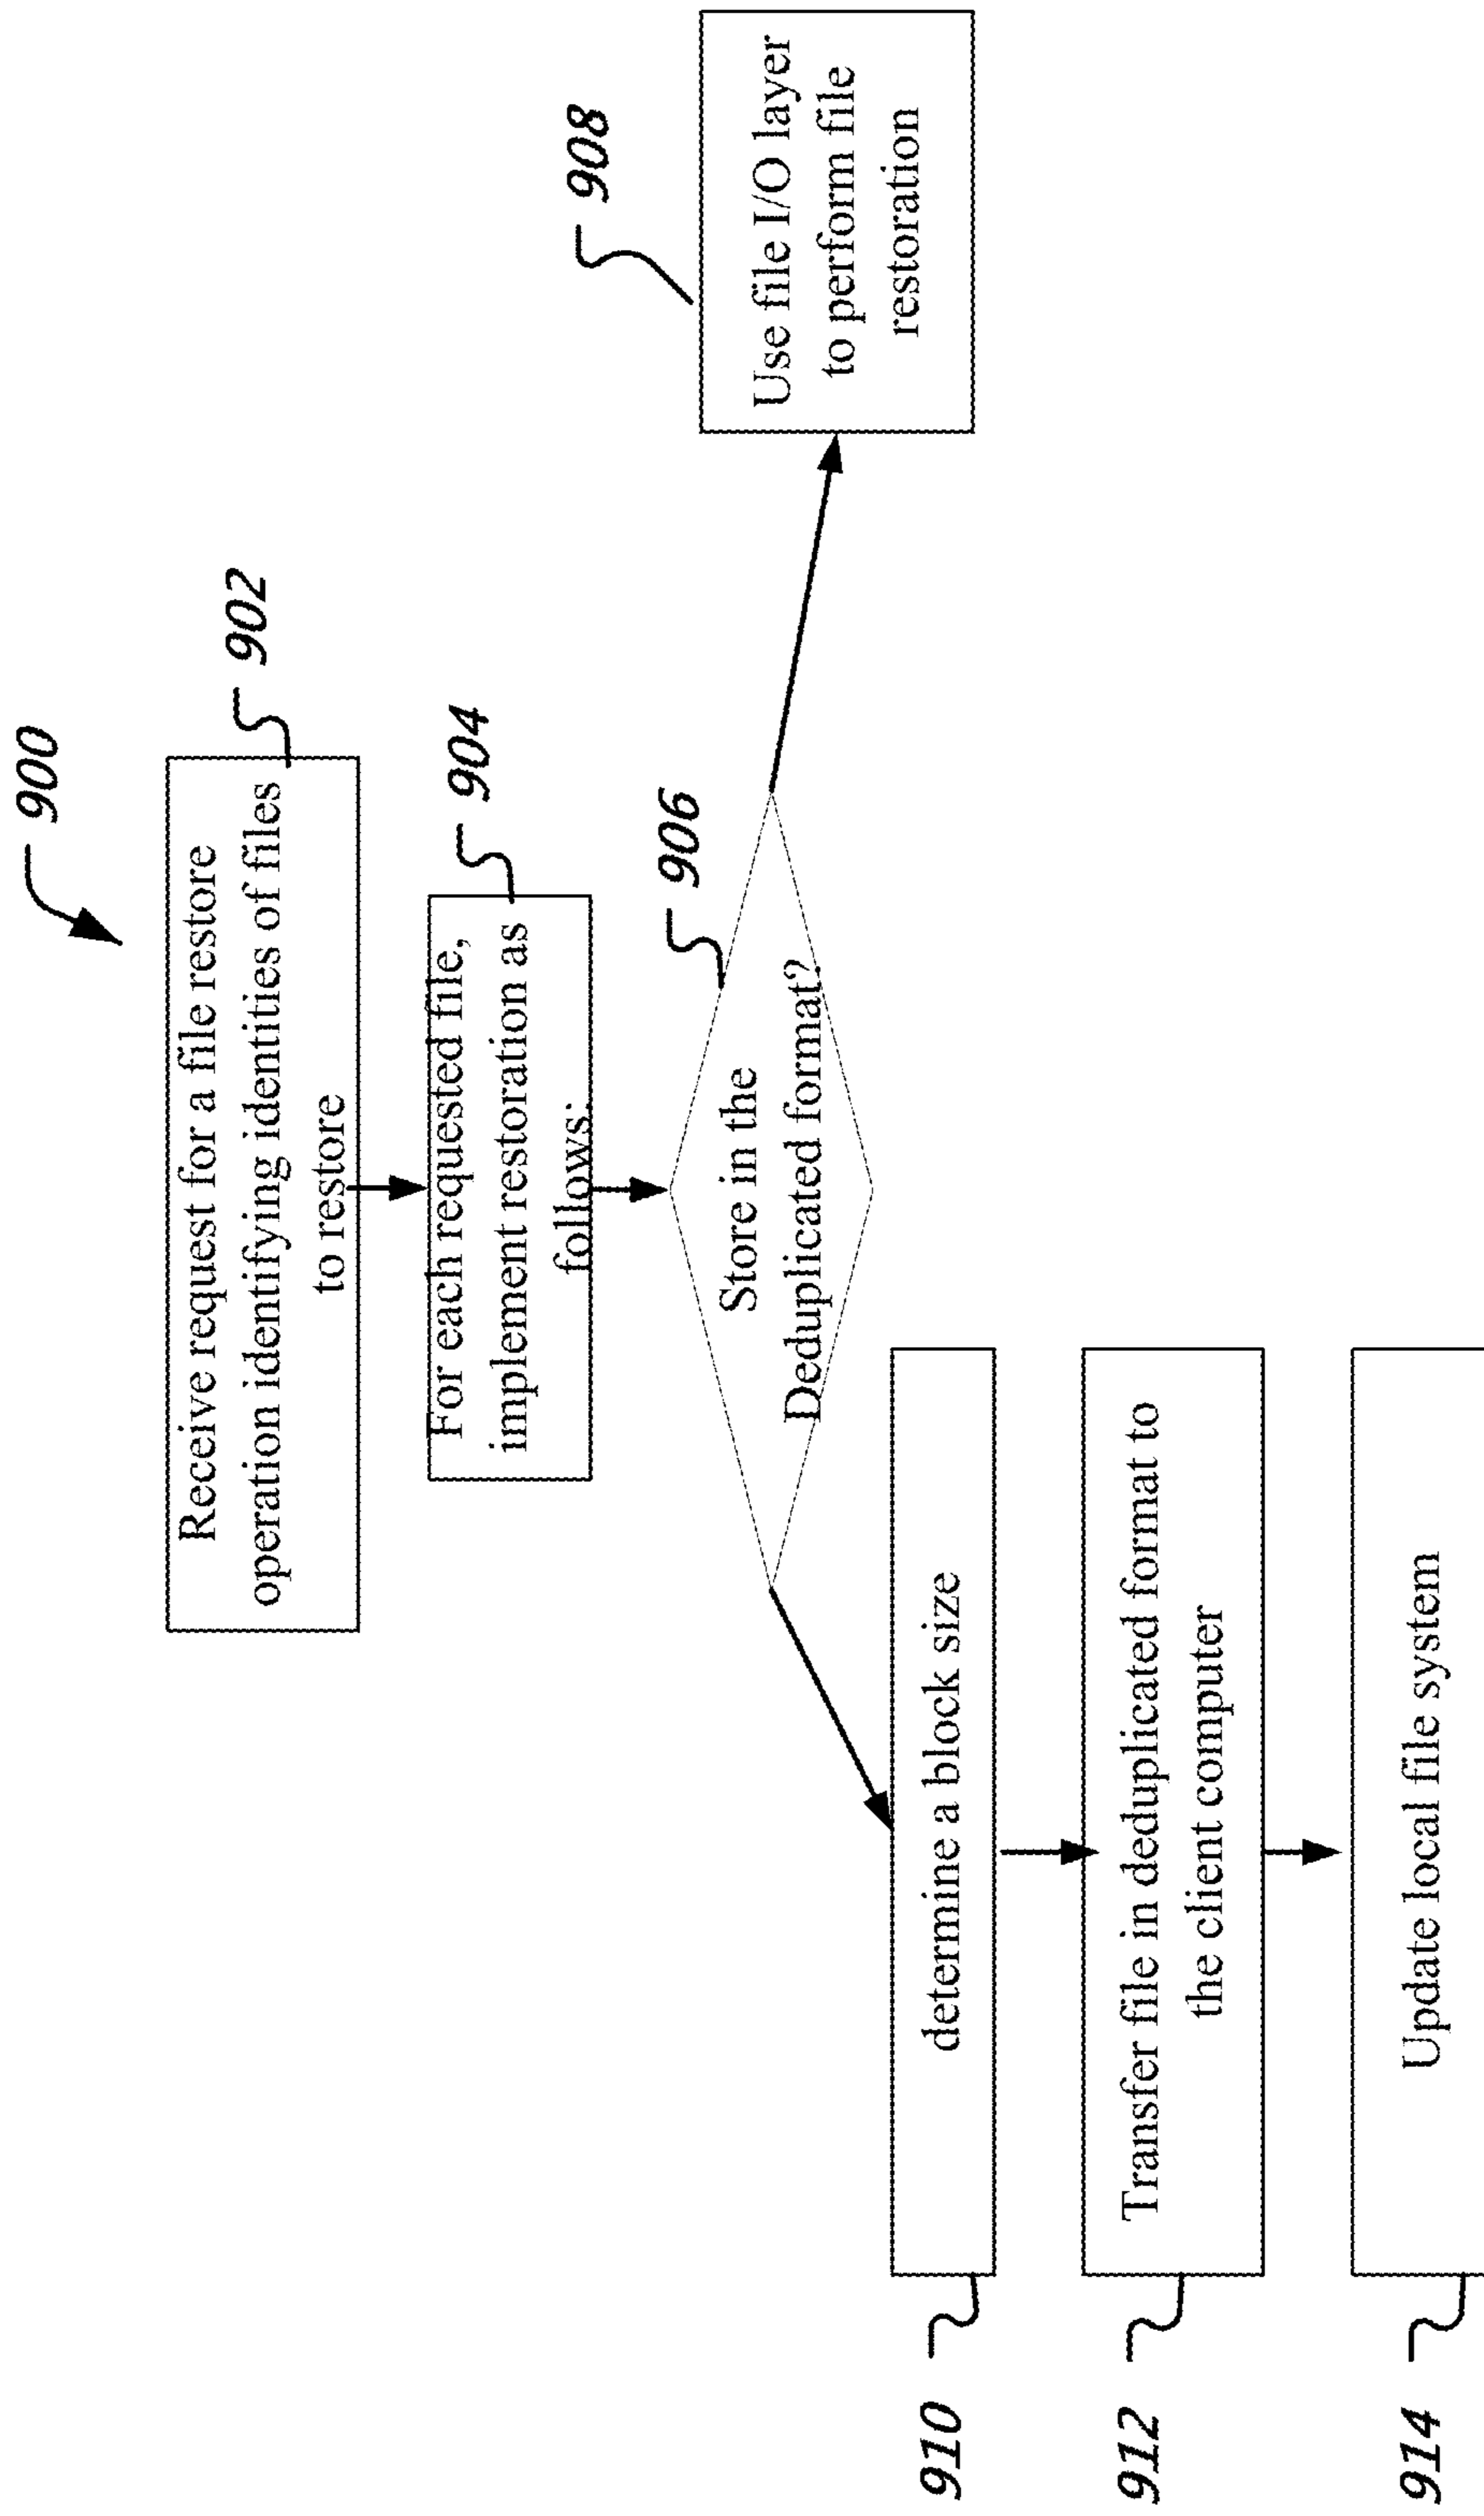 900
Receive request for a file restore
operation identifying identities of files
to restore
902
For each requested file,
implement restoration as
follows:
904
Store in the
Deduplicated format?
906
Use file I/O layer
to perform file
restoration
908
determine a block size
910
Transfer file in deduplicated format to
the client computer
912
Update local file system
914